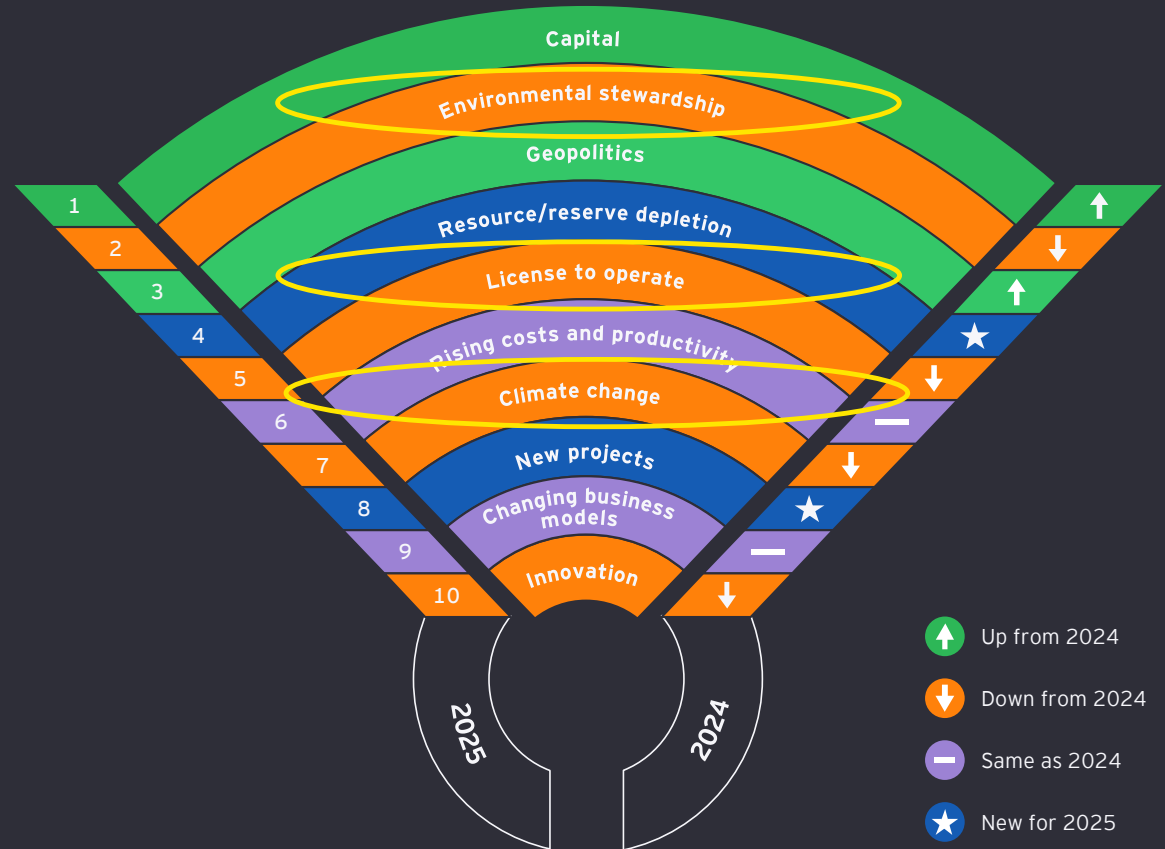 Capital
Environmental stewardship
Geopolitics
Resource/reserve depletion
License to operate
Rising costs and productivity
Climate change
New projects
Changing business
models
Innovation
1
2
3
4
5
6
7
8
9
10
2025
2024
Up from 2024
Down from 2024
Same as 2024
New for 2025